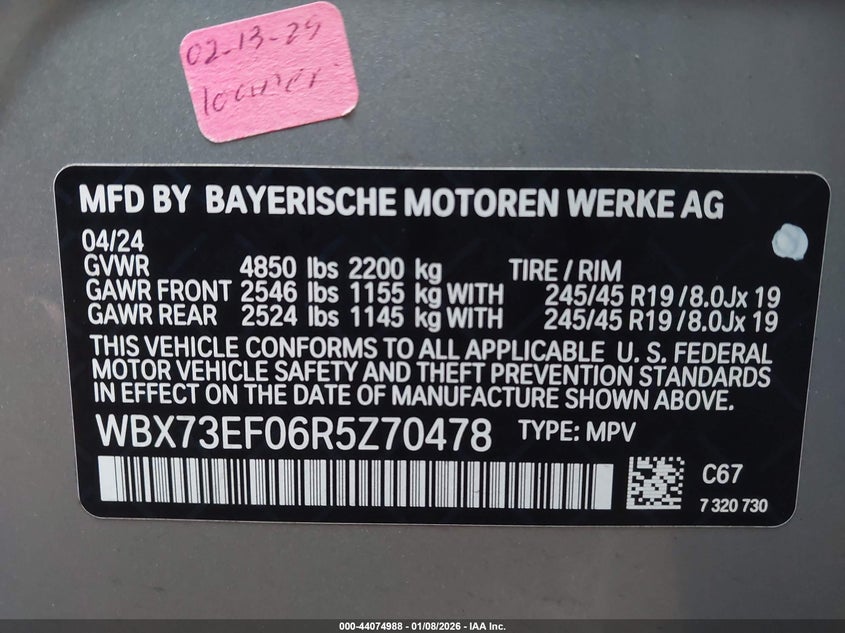 02-13-29
MFD BY BAYERISCHE MOTOREN WERKE AG
04/24
GVWR 4850 lbs 2200 kg TIRE / RIM
GAWR FRONT 2546 lbs 1155 kg WITH 245/45 R19 / 8.0Jx 19
GAWR REAR 2524 lbs 1145 kg WITH 245/45 R19 / 8.0Jx 19
THIS VEHICLE CONFORMS TO ALL APPLICABLE U. S. FEDERAL
MOTOR VEHICLE SAFETY AND THEFT PREVENTION STANDARDS
IN EFFECT ON THE DATE OF MANUFACTURE SHOWN ABOVE.
WBX73EF06R5Z70478 TYPE: MPV
C67
7 320 730
000-44074988 - 01/08/2026 - IAA Inc.